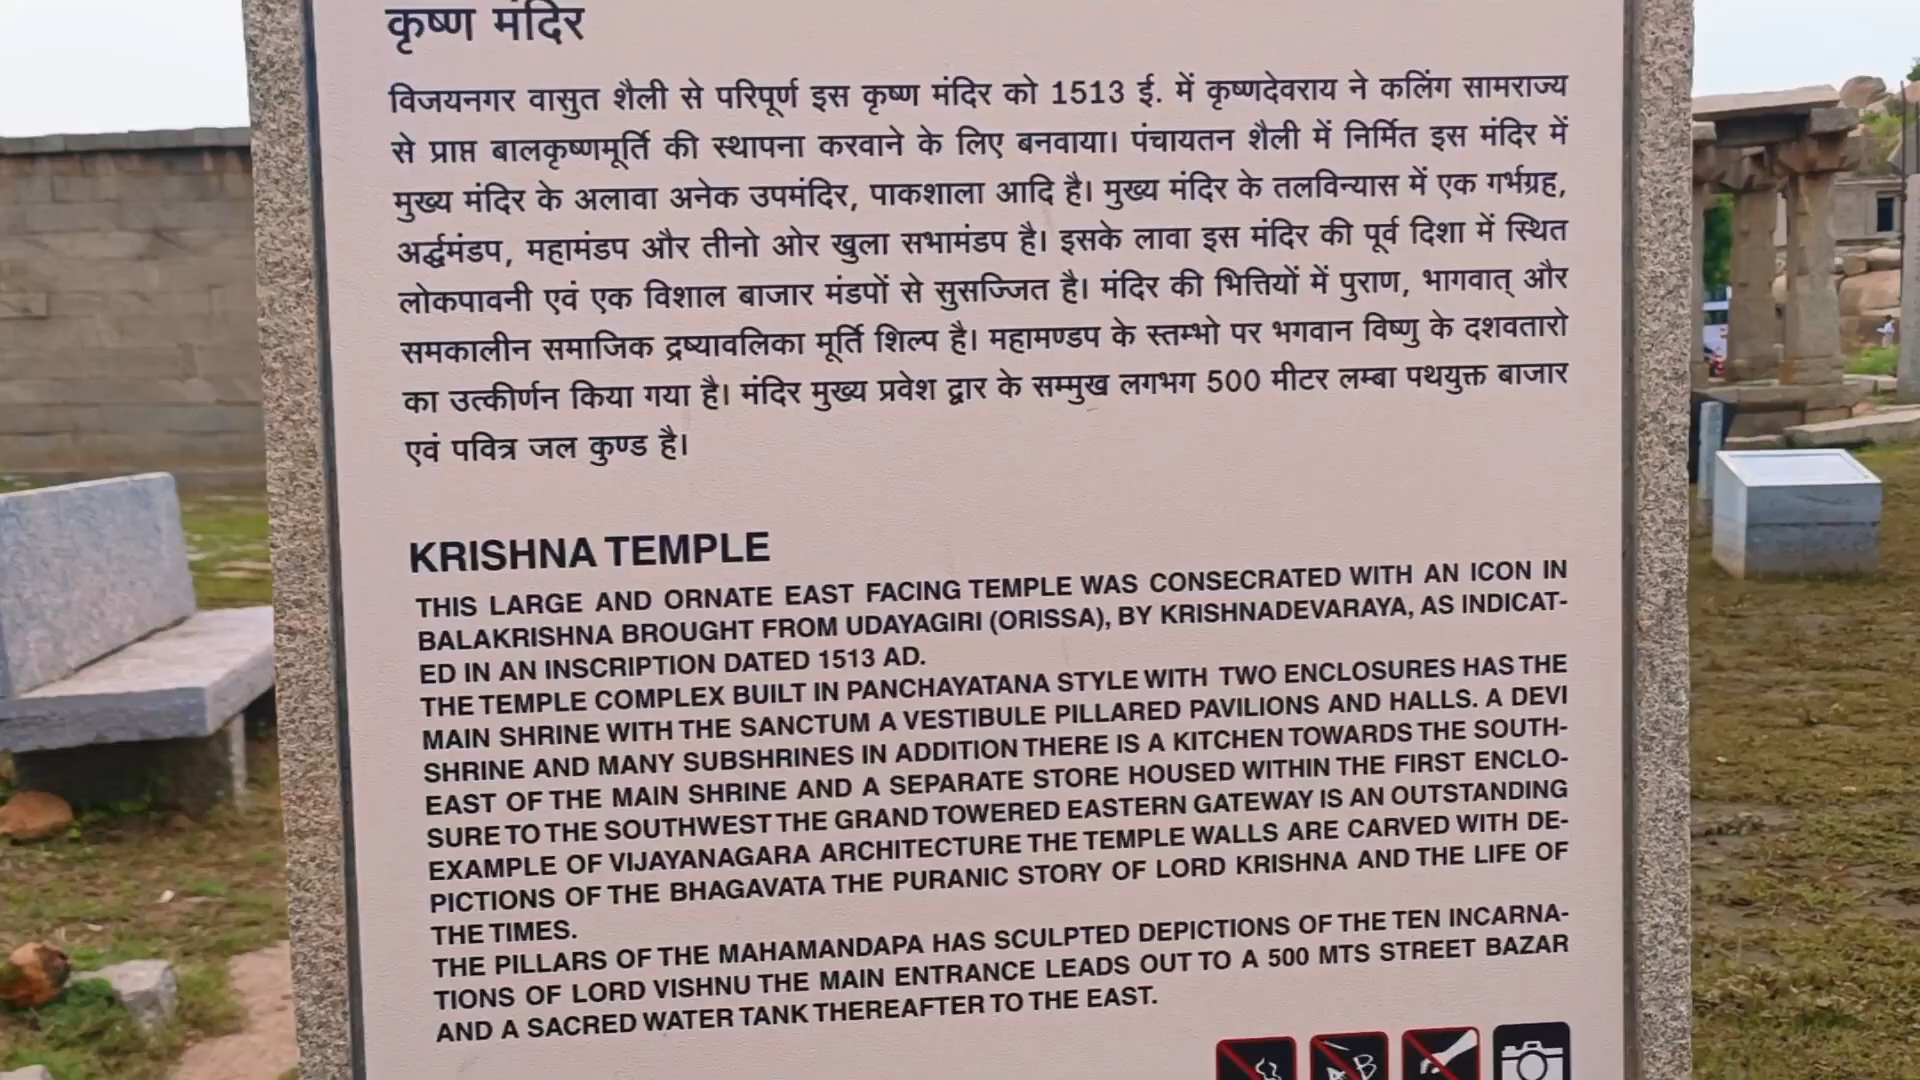 कृष्ण मंदिर
विजयनगर वासुत शैली से परिपूर्ण इस कृष्ण मंदिर को 1513 ई. में कृष्णदेवराय ने कलिंग सामराज्य
से प्राप्त बालकृष्णमूर्ति की स्थापना करवाने के लिए बनवाया। पंचायतन शैली में निर्मित इस मंदिर में
मुख्य मंदिर के अलावा अनेक उपमंदिर, पाकशाला आदि है। मुख्य मंदिर के तलविन्यास में एक गर्भग्रह,
अर्द्धमंडप, महामंडप और तीनो ओर खुला सभामंडप है। इसके लावा इस मंदिर की पूर्व दिशा में स्थित
लोकपावनी एवं एक विशाल बाजार मंडपों से सुसज्जित है। मंदिर की भित्तियों में पुराण, भागवात् और
समकालीन समाजिक द्रष्यावलिका मूर्ति शिल्प है। महामण्डप के स्तम्भो पर भगवान विष्णु के दशवतारो
का उत्कीर्णन किया गया है। मंदिर मुख्य प्रवेश द्वार के सम्मुख लगभग 500 मीटर लम्बा पथयुक्त बाजार
एवं पवित्र जल कुण्ड है।
KRISHNA TEMPLE
THIS LARGE AND ORNATE EAST FACING TEMPLE WAS CONSECRATED WITH AN ICON IN
BALAKRISHNA BROUGHT FROM UDAYAGIRI (ORISSA), BY KRISHNADEVARAYA, AS INDICAT-
ED IN AN INSCRIPTION DATED 1513 AD.
THE TEMPLE COMPLEX BUILT IN PANCHAYATANA STYLE WITH TWO ENCLOSURES HAS THE
MAIN SHRINE WITH THE SANCTUM A VESTIBULE PILLARED PAVILIONS AND HALLS. A DEVI
SHRINE AND MANY SUBSHRINES IN ADDITION THERE IS A KITCHEN TOWARDS THE SOUTH-
EAST OF THE MAIN SHRINE AND A SEPARATE STORE HOUSED WITHIN THE FIRST ENCLO-
SURE TO THE SOUTHWEST THE GRAND TOWERED EASTERN GATEWAY IS AN OUTSTANDING
EXAMPLE OF VIJAYANAGARA ARCHITECTURE THE TEMPLE WALLS ARE CARVED WITH DE-
PICTIONS OF THE BHAGAVATA THE PURANIC STORY OF LORD KRISHNA AND THE LIFE OF
THE TIMES.
THE PILLARS OF THE MAHAMANDAPA HAS SCULPTED DEPICTIONS OF THE TEN INCARNA-
TIONS OF LORD VISHNU THE MAIN ENTRANCE LEADS OUT TO A 500 MTS STREET BAZAR
AND A SACRED WATER TANK THEREAFTER TO THE EAST.